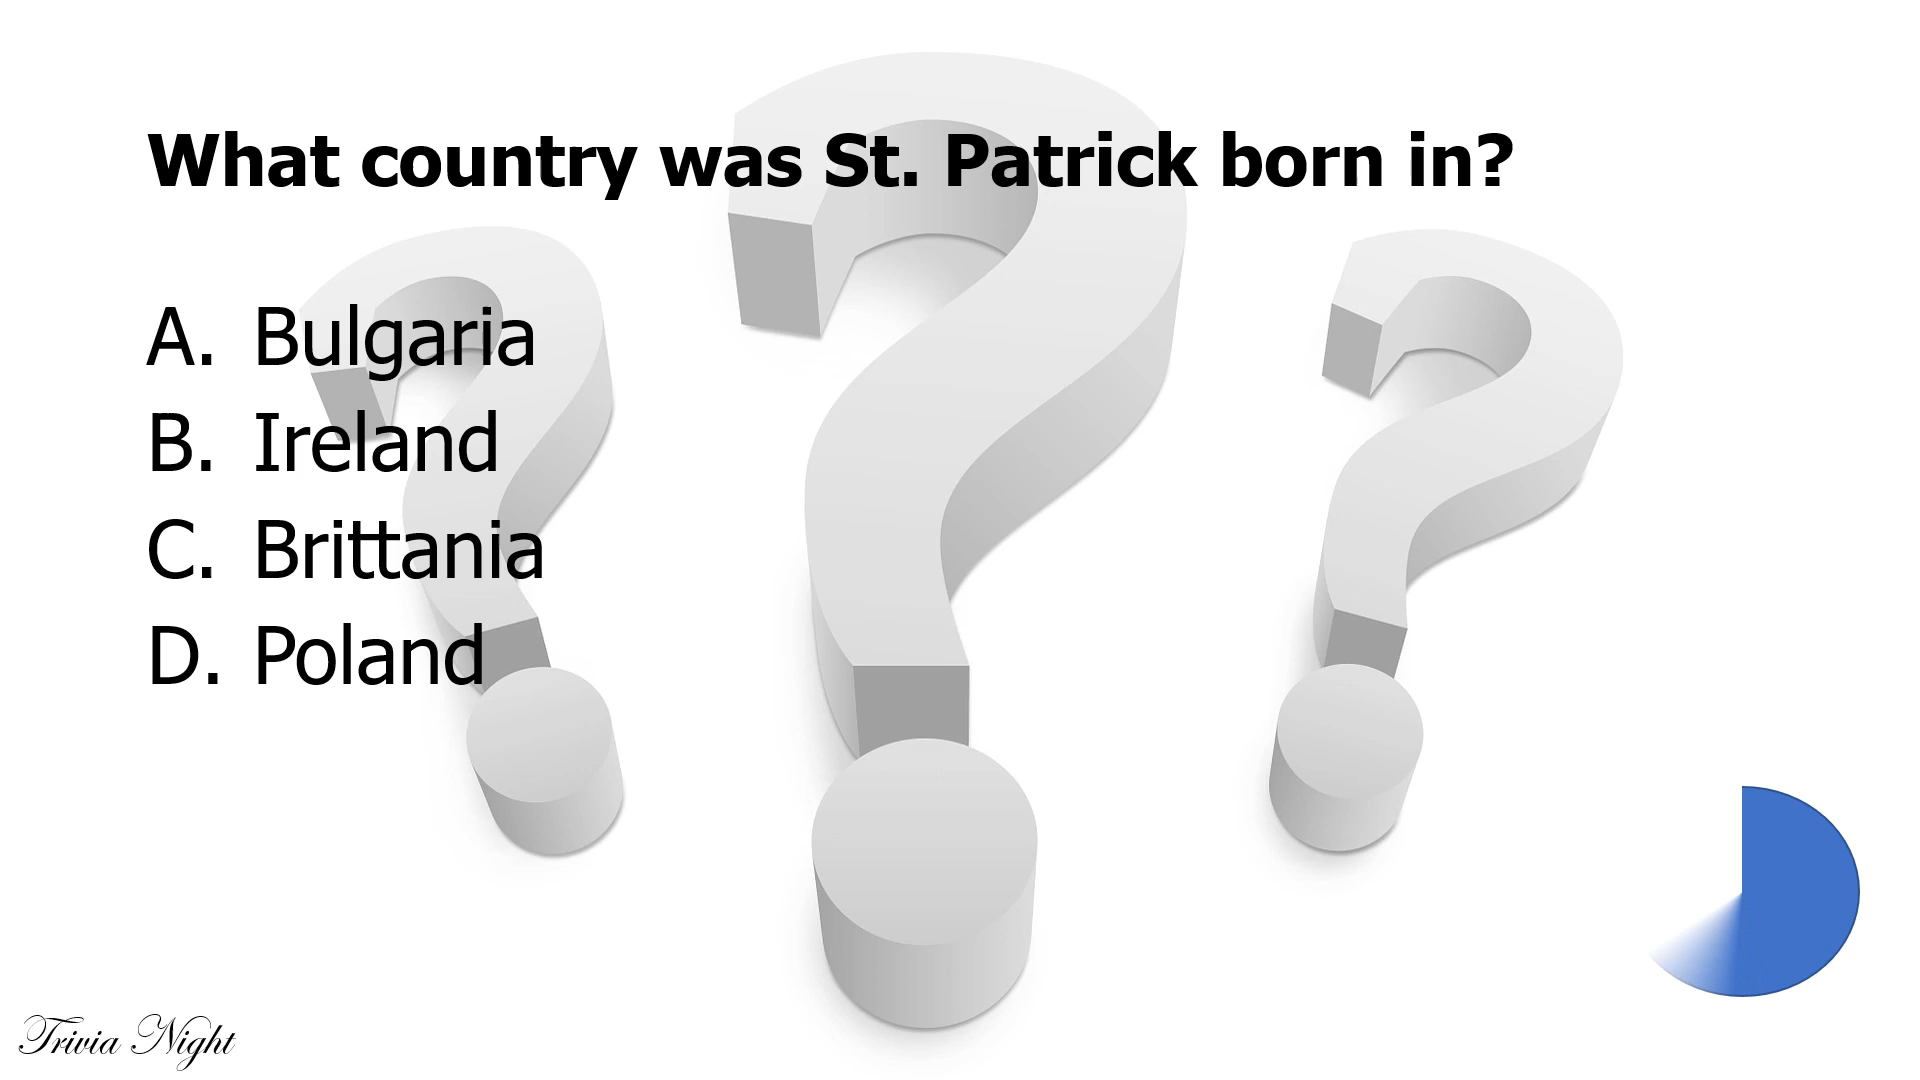 What country was St. Patrick born in?
A. Bulgaria
B. Ireland
C. Brittania
D. Poland
Trivia Night